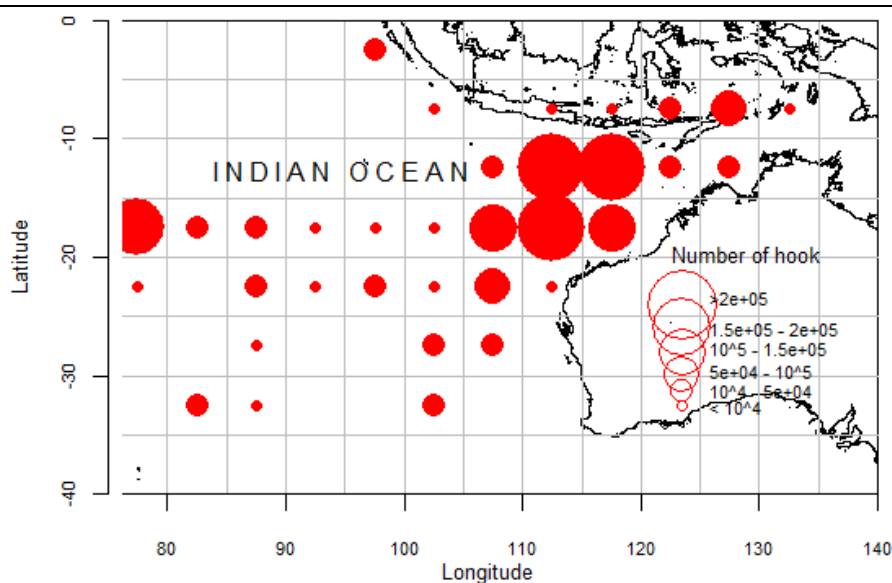 0
-10
-20
-30
-40
Latitude
INDIAN OCEAN
Number of hook
>2e+05
1.5e+05 - 2e+05
10^5 - 1.5e+05
5e+04 - 10^5
10^4 - 5e+04
< 10^4
80 90 100 110 120 130 140
Longitude